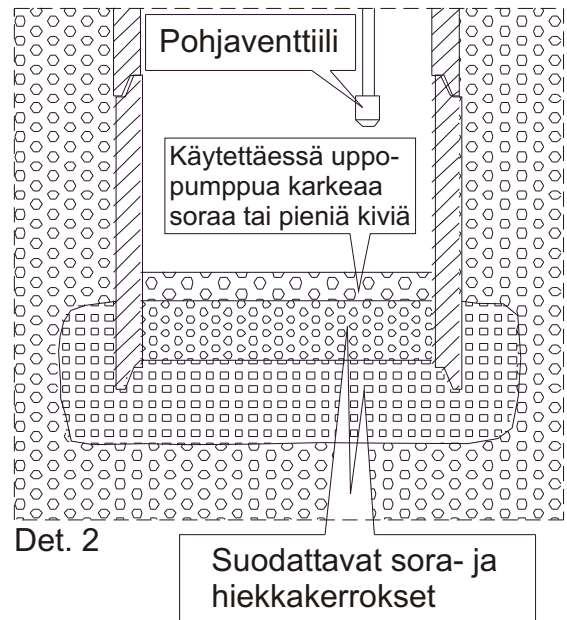 Pohjaventtiili
Käytettäessä uppo-
pumppua karkeaa
soraa tai pieniä kiviä
Det. 2
Suodattavat sora- ja
hiekkakerrokset